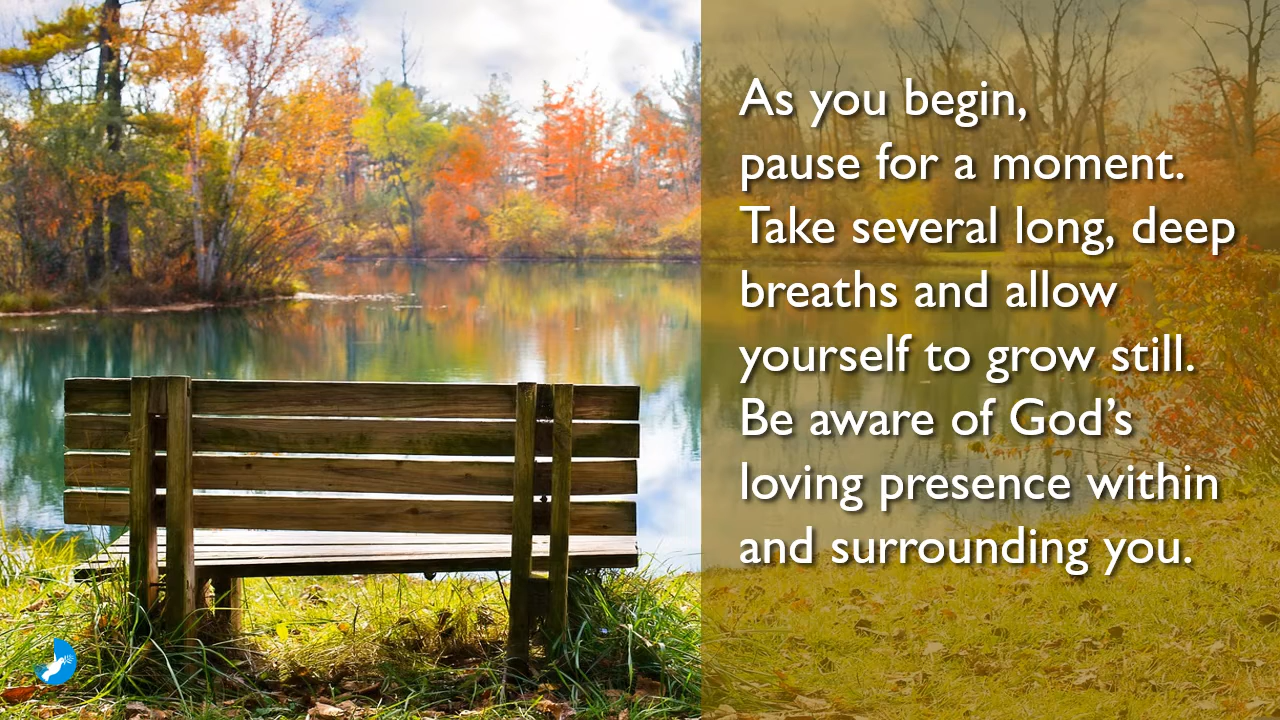 As you begin,
pause for a moment.
Take several long, deep
breaths and allow
yourself to grow still.
Be aware of God’s
loving presence within
and surrounding you.